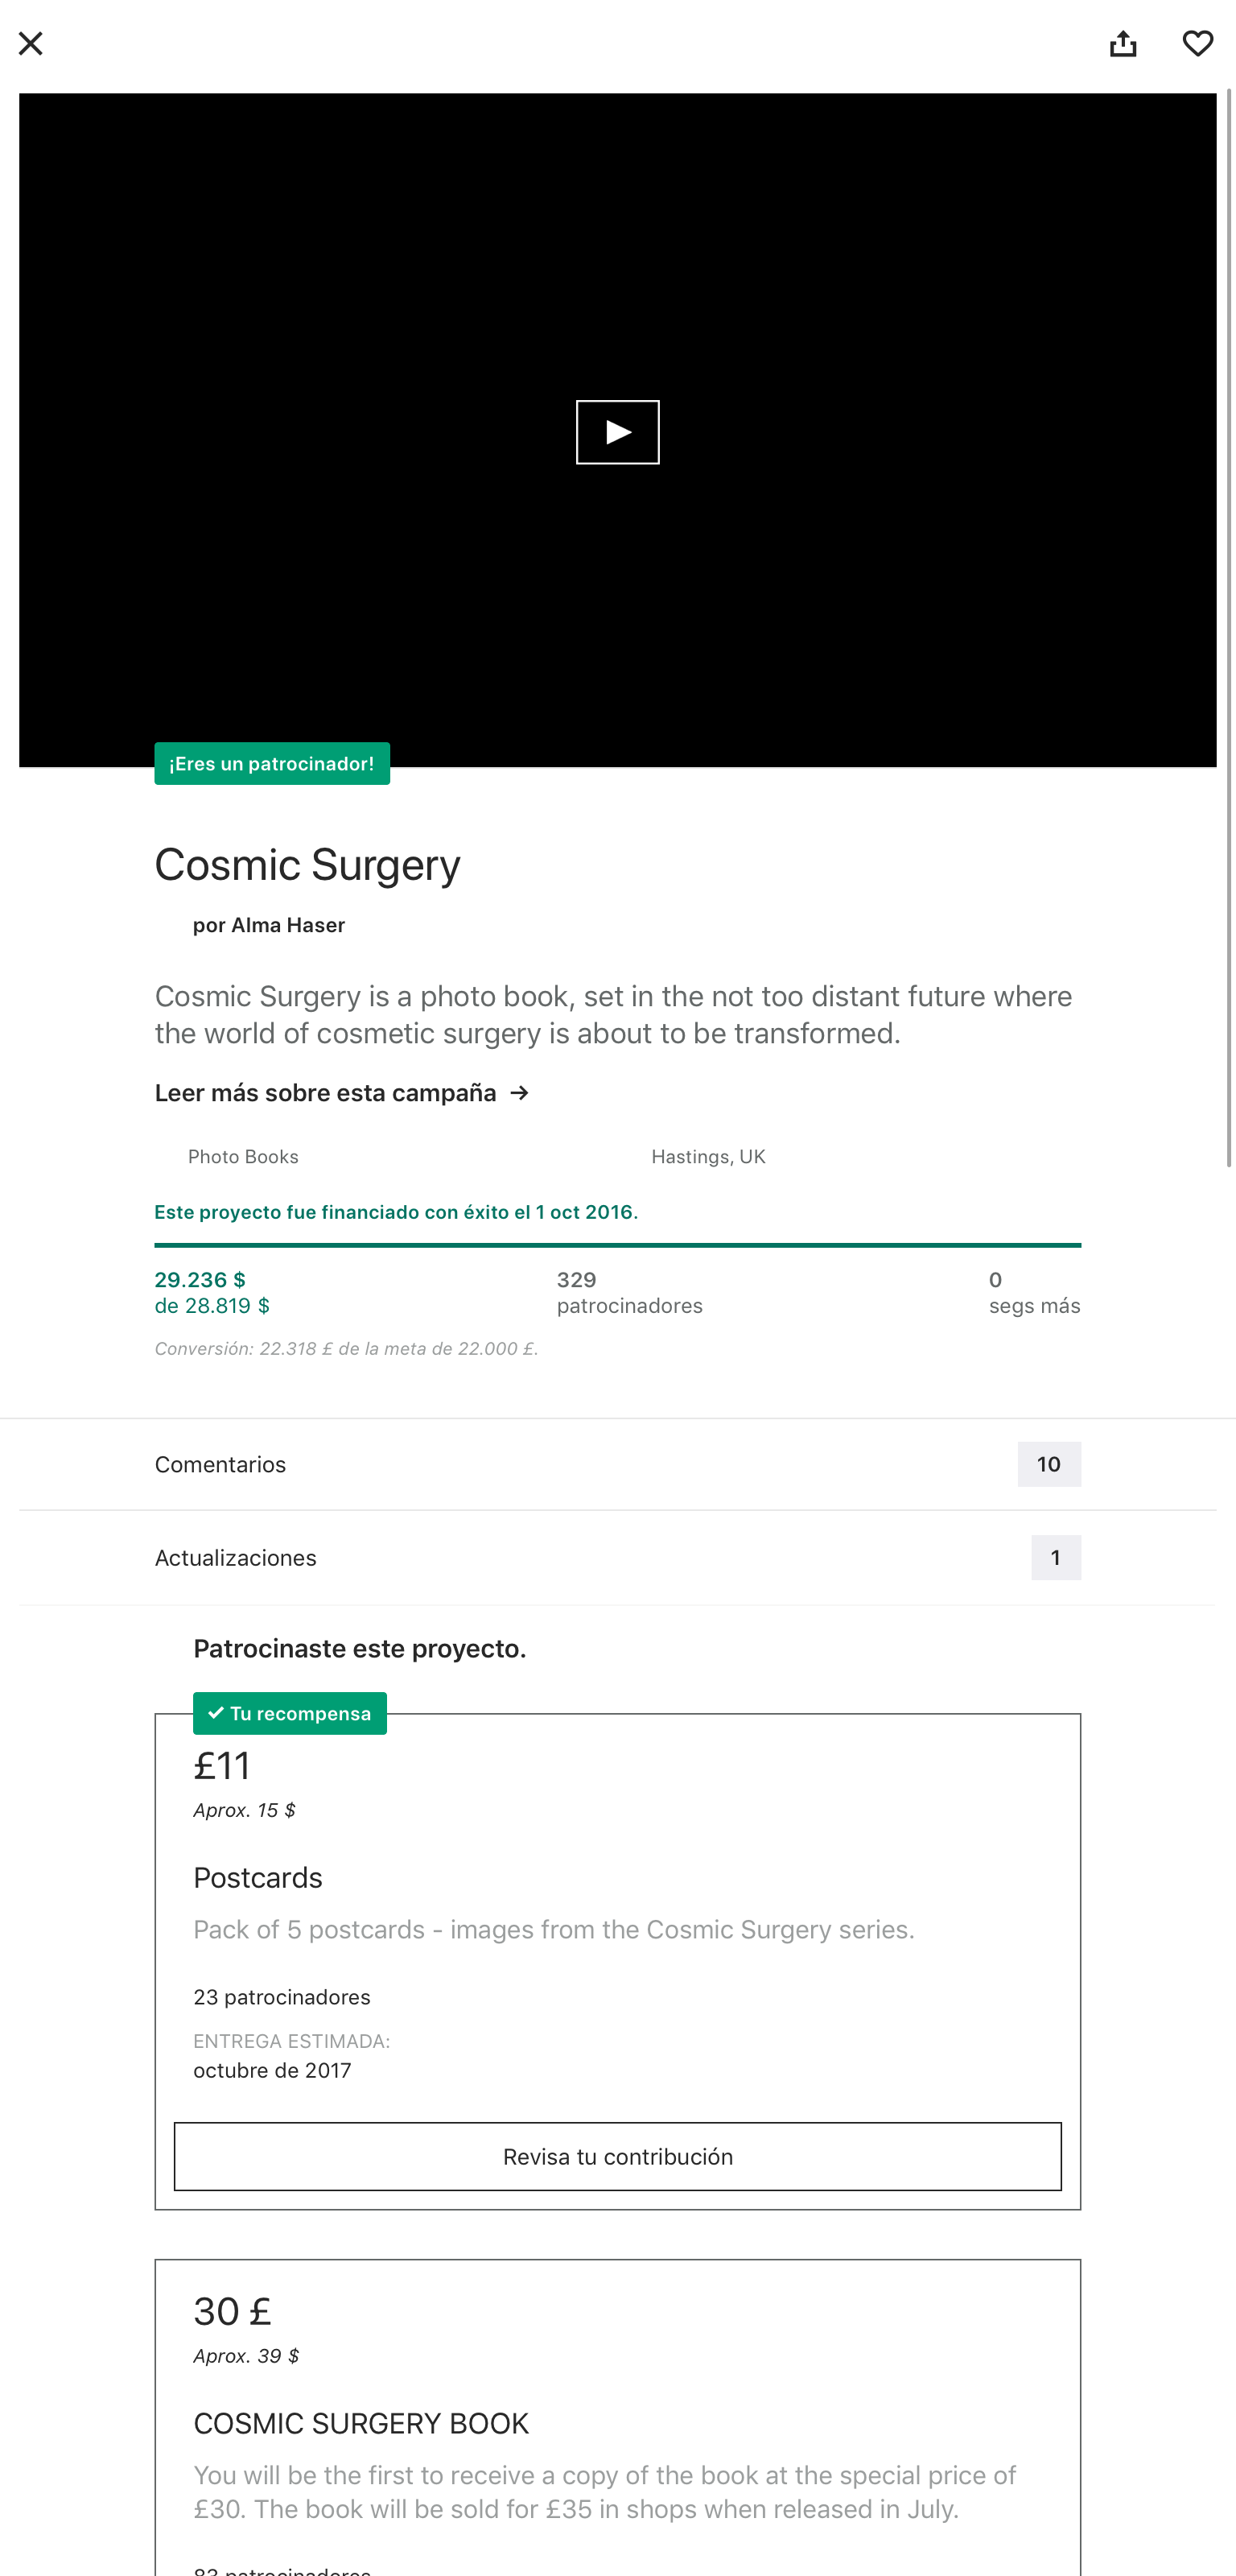 ¡Eres un patrocinador!
Cosmic Surgery
por Alma Haser
Cosmic Surgery is a photo book, set in the not too distant future where
the world of cosmetic surgery is about to be transformed.
Leer más sobre esta campaña →
Photo Books
Hastings, UK
Este proyecto fue financiado con éxito el 1 oct 2016.
29.236 $
de 28.819 $
329
patrocinadores
0
segs más
Conversión: 22.318 £ de la meta de 22.000 £.
Comentarios
10
Actualizaciones
1
Patrocinaste este proyecto.
✓ Tu recompensa
£11
Aprox. 15 $
Postcards
Pack of 5 postcards - images from the Cosmic Surgery series.
23 patrocinadores
ENTREGA ESTIMADA:
octubre de 2017
Revisa tu contribución
30 £
Aprox. 39 $
COSMIC SURGERY BOOK
You will be the first to receive a copy of the book at the special price of
£30. The book will be sold for £35 in shops when released in July.
83 patrocinadores